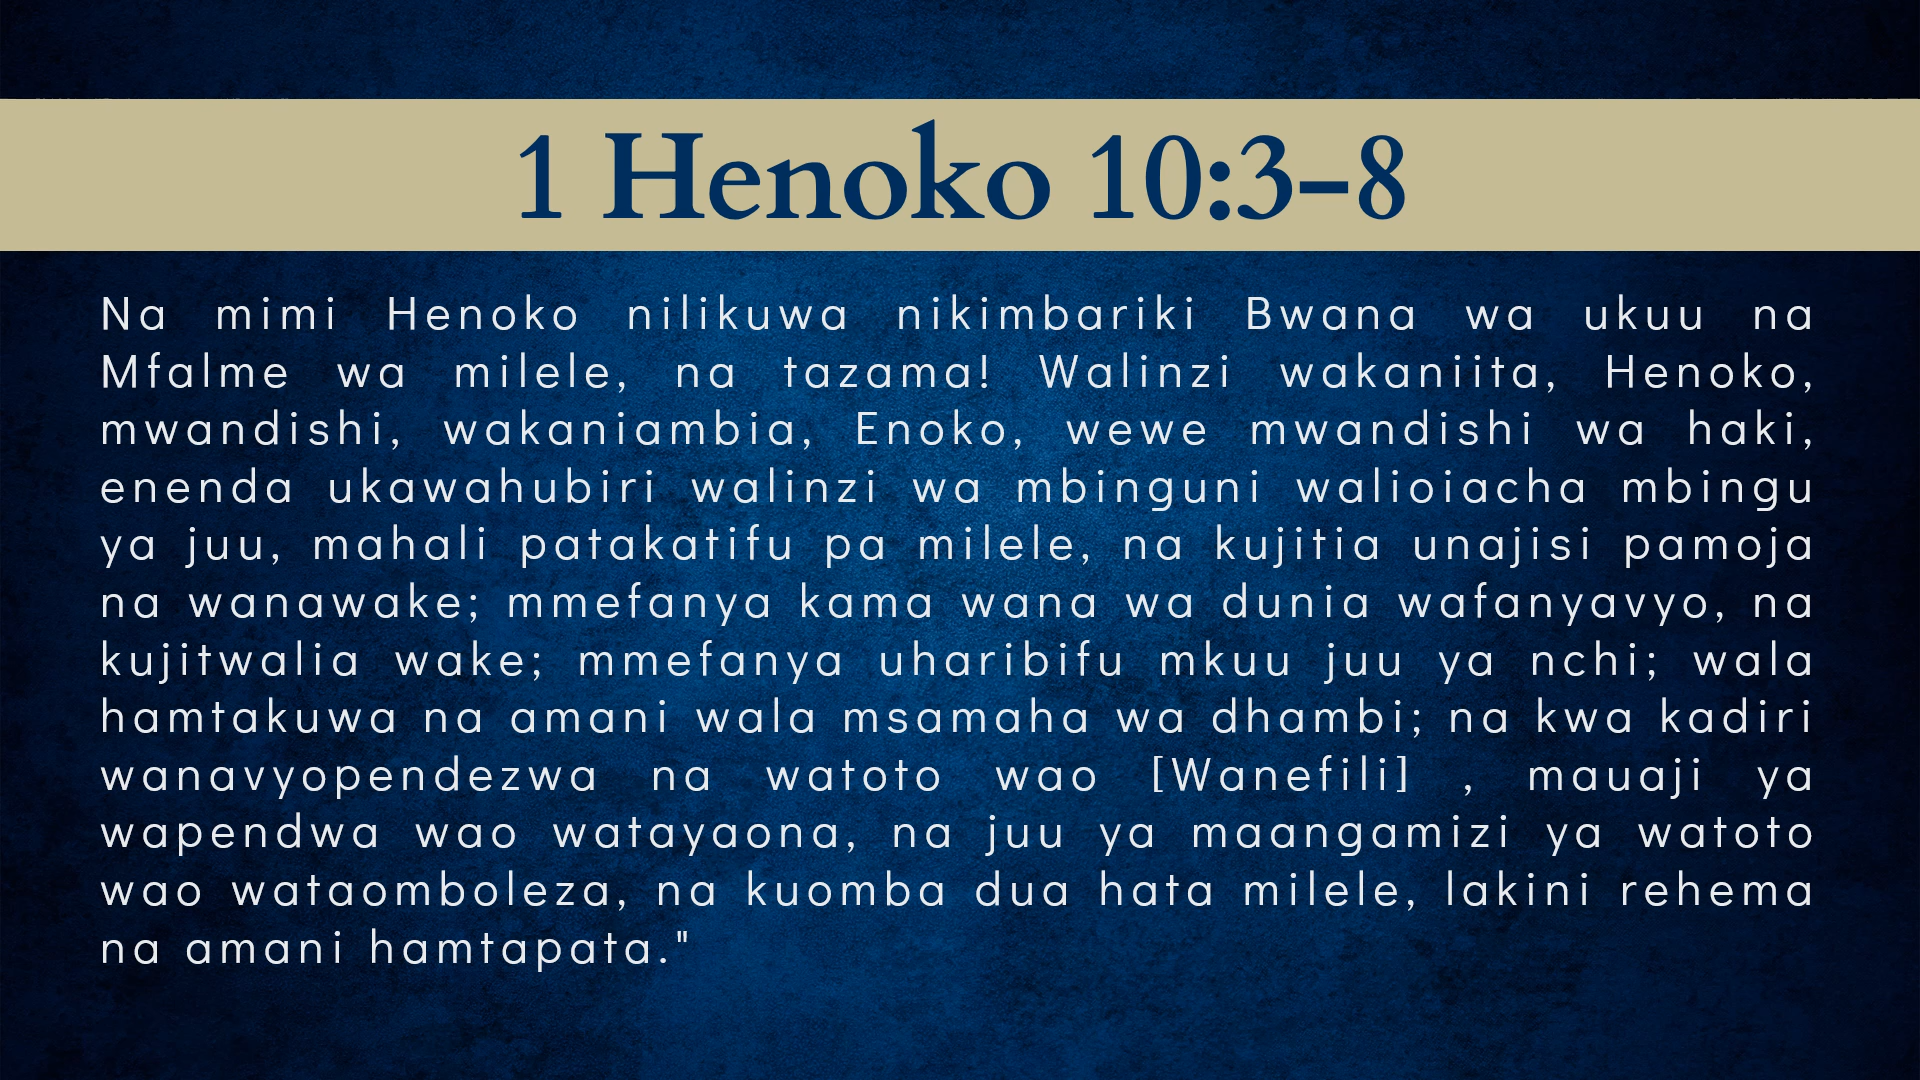 1 Henoko 10:3–8
Na mimi Henoko nilikuwa nikimbariki Bwana wa ukuu na
Mfalme wa milele, na tazama! Walinzi wakaniita, Henoko,
mwandishi, wakaniambia, Enoko, wewe mwandishi wa haki,
enenda ukawahubiri walinzi wa mbinguni walioiacha mbingu
ya juu, mahali patakatifu pa milele, na kujitia unajisi pamoja
na wanawake; mmefanya kama wana wa dunia wafanyavyo, na
kujitwalia wake; mmefanya uharibifu mkuu juu ya nchi; wala
hamtakuwa na amani wala msamaha wa dhambi; na kwa kadiri
wanavyopendezwa na watoto wao [Wanefili] , mauaji ya
wapendwa wao watayaona, na juu ya maangamizi ya watoto
wao wataomboleza, na kuomba dua hata milele, lakini rehema
na amani hamtapata."